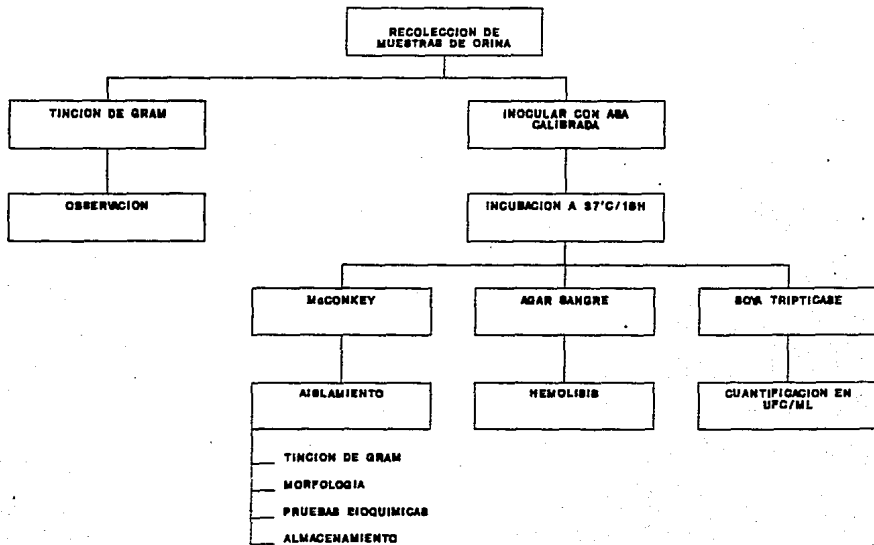 RECOLECCION DE
MUESTRAS DE ORINA
TINCION DE GRAM
INOCULAR CON ASA
CALIBRADA
OBSERVACION
INCUBACION A 37'C/18H
McCONKEY
AGAR SANGRE
SOYA TRIPTICASE
AISLAMIENTO
HEMOLISIS
CUANTIFICACION EN
UFC/ML
TINCION DE GRAM
MORFOLOGIA
PRUEBAS BIOQUIMICAS
ALMACENAMIENTO